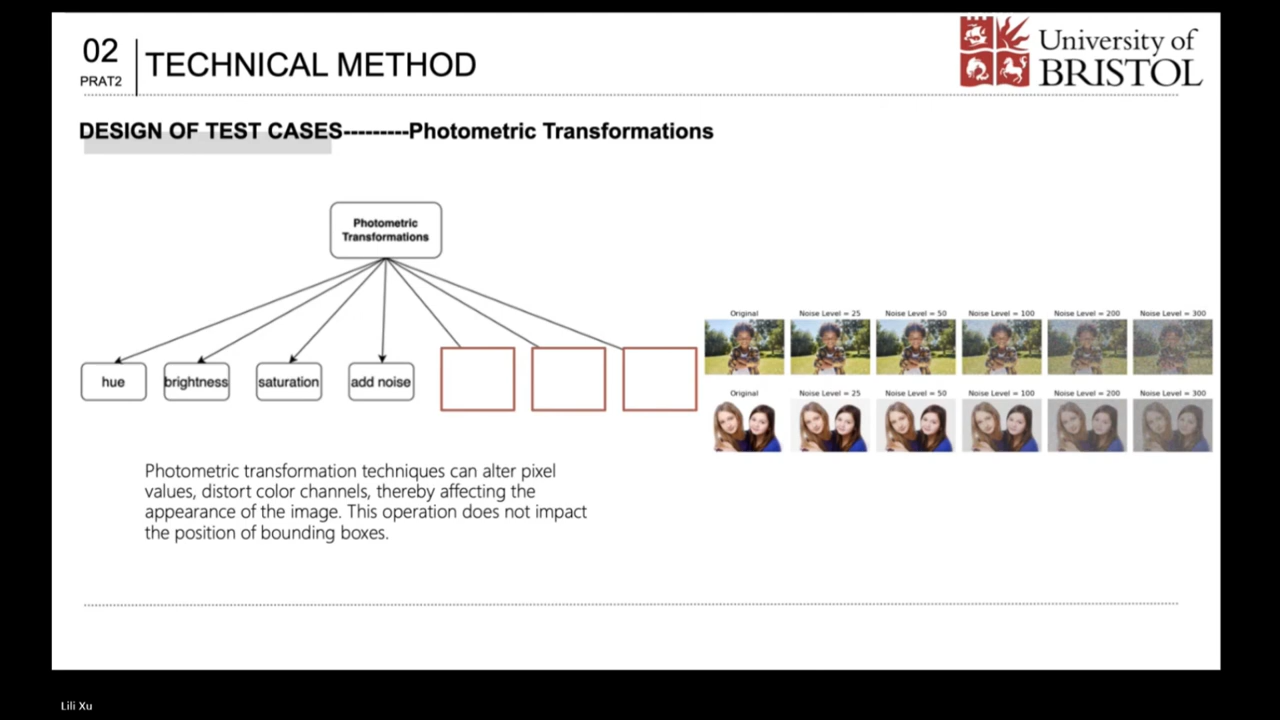 02
PRAT2
TECHNICAL METHOD
University of
BRISTOL
DESIGN OF TEST CASES---------Photometric Transformations
Photometric
Transformations
hue
brightness
saturation
add noise
Original
Noise Level = 25
Noise Level = 50
Noise Level = 100
Noise Level = 200
Noise Level = 300
Original
Noise Level = 25
Noise Level = 50
Noise Level = 100
Noise Level = 200
Noise Level = 300
Photometric transformation techniques can alter pixel
values, distort color channels, thereby affecting the
appearance of the image. This operation does not impact
the position of bounding boxes.
Lili Xu